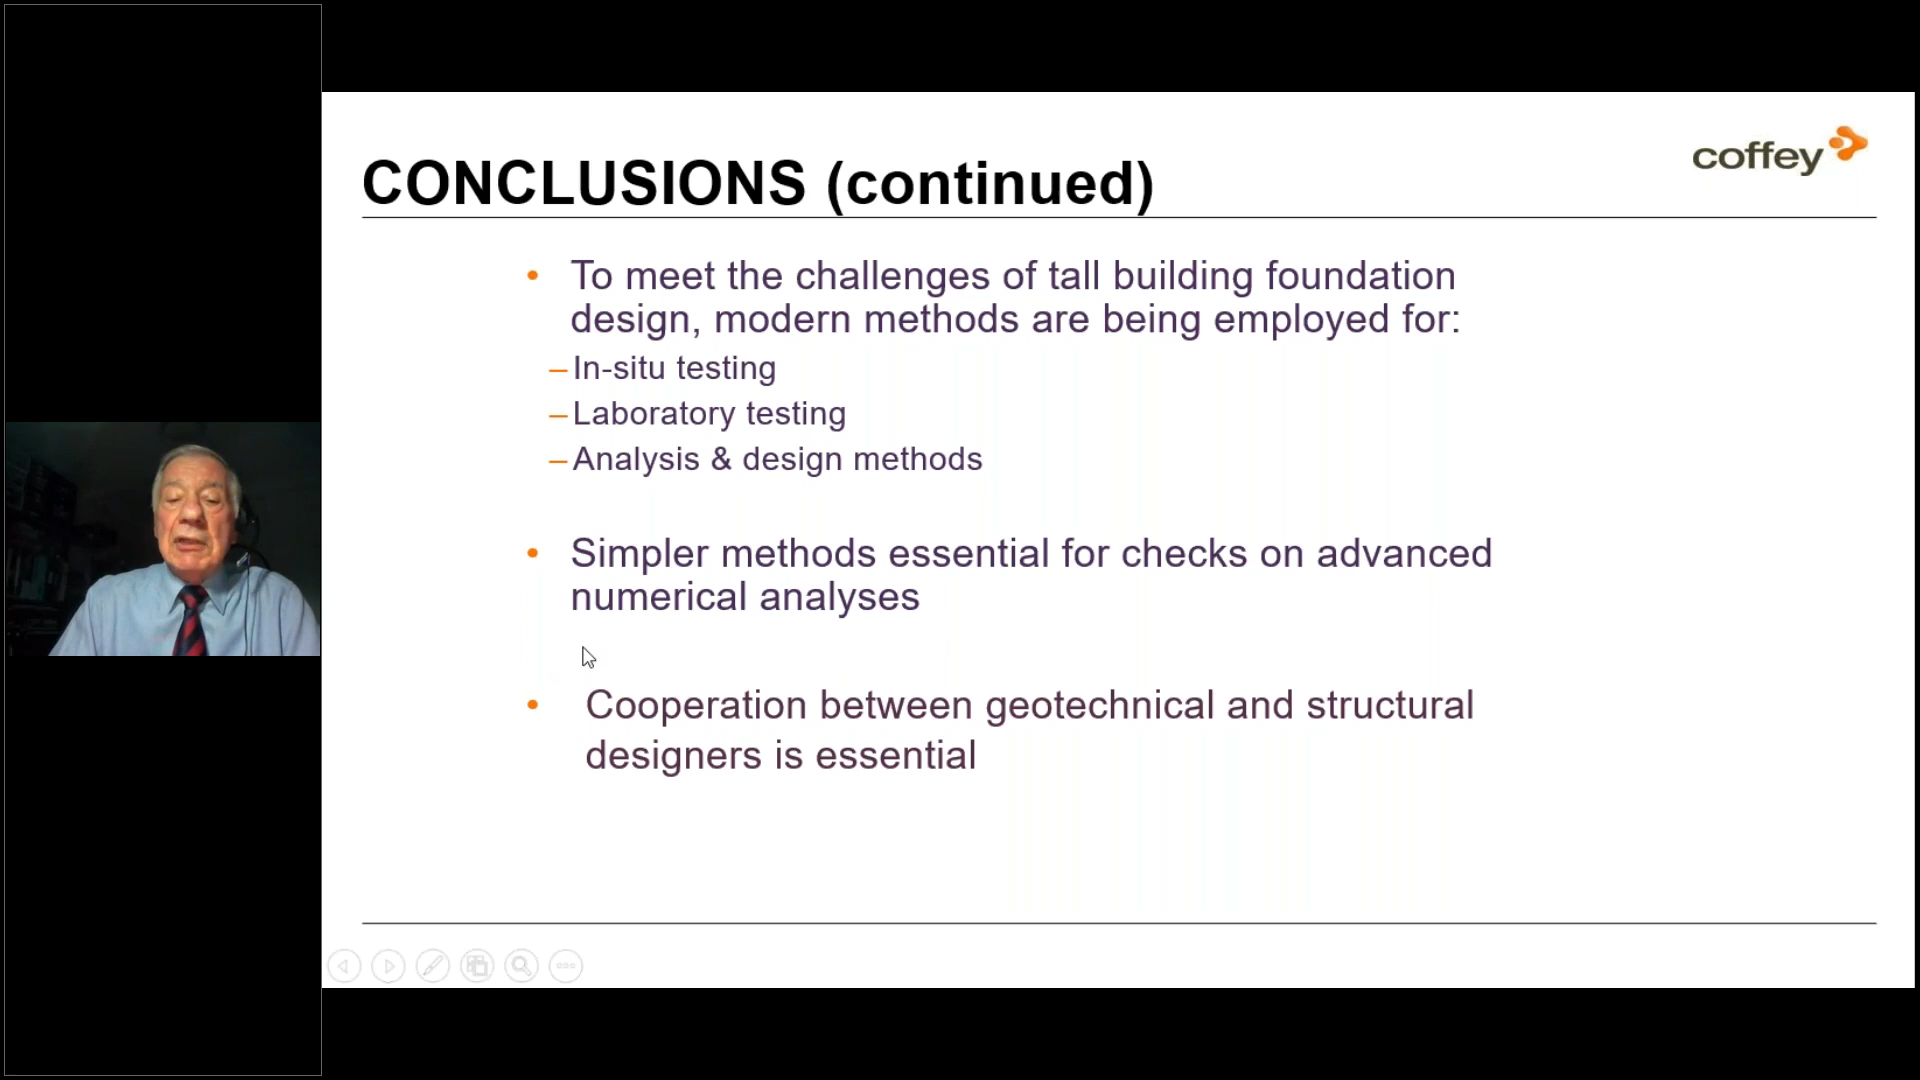 CONCLUSIONS (continued)
coffey
• To meet the challenges of tall building foundation
design, modern methods are being employed for:
–In-situ testing
–Laboratory testing
–Analysis & design methods
• Simpler methods essential for checks on advanced
numerical analyses
• Cooperation between geotechnical and structural
designers is essential